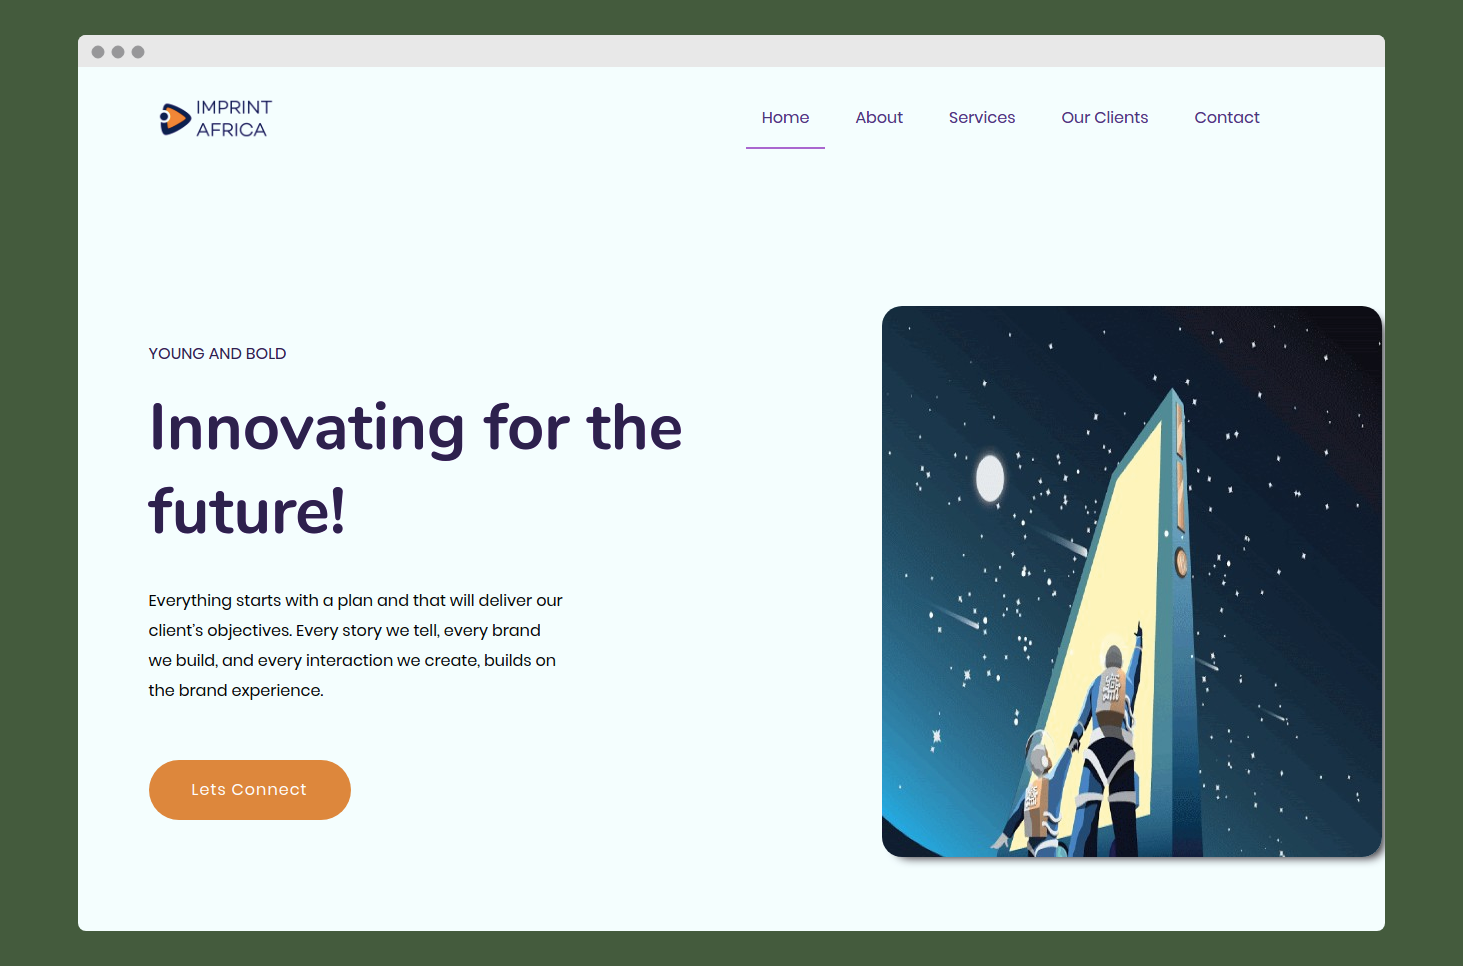 IMPRINT
AFRICA
Home About Services Our Clients Contact
YOUNG AND BOLD
Innovating for the
future!
Everything starts with a plan and that will deliver our
client's objectives. Every story we tell, every brand
we build, and every interaction we create, builds on
the brand experience.
Lets Connect